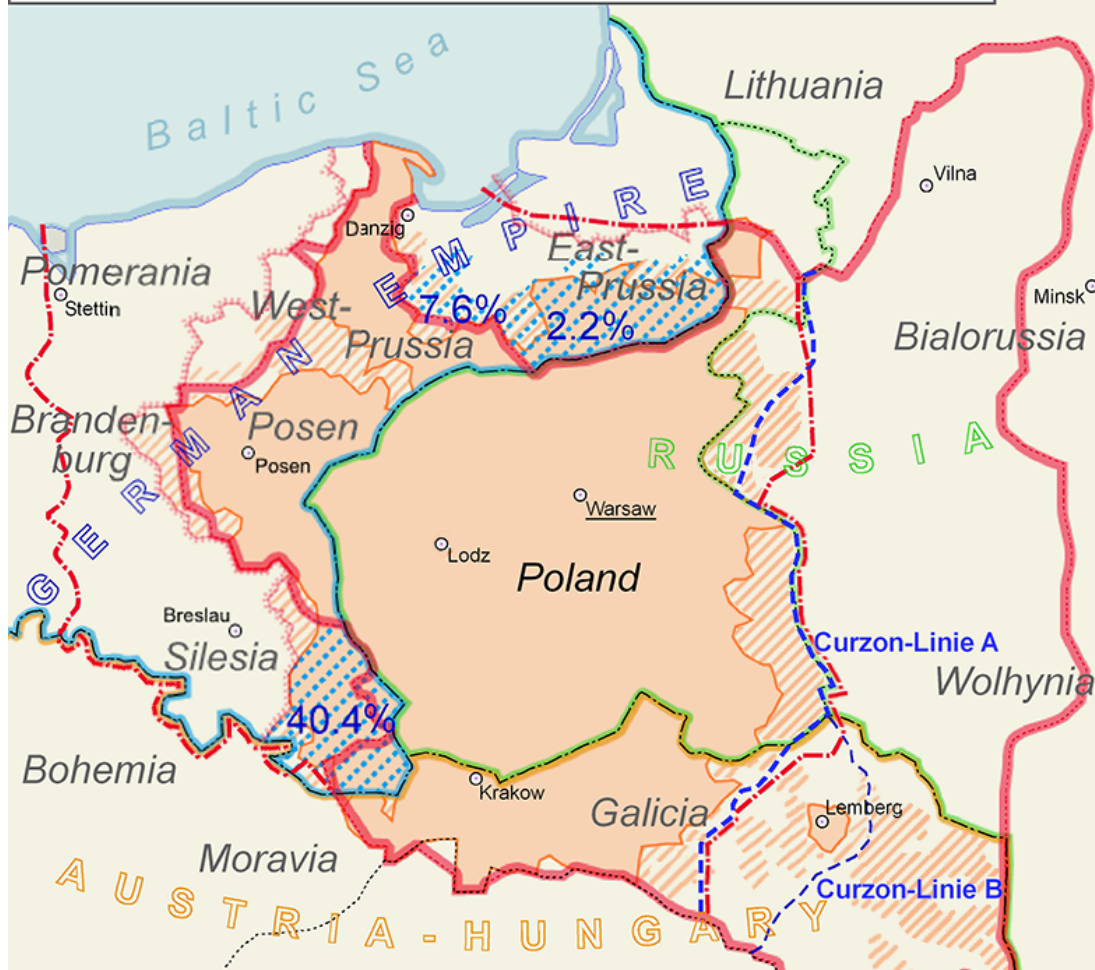 Baltic Sea
Lithuania
Vilna
Danzig
Pomerania
Stettin
East-
Prussia
EMPIRE
Minsk
West-
Prussia
7.6%
2.2%
Bialorussia
Branden-
burg
Posen
Posen
GERMAN
RUSSIA
Warsaw
Lodz
Poland
Breslau
Silesia
Curzon-Linie A
Wolhynia
40.4%
Bohemia
Krakow
Galicia
Lemberg
Moravia
Curzon-Linie B
AUSTRIA-HUNGARY